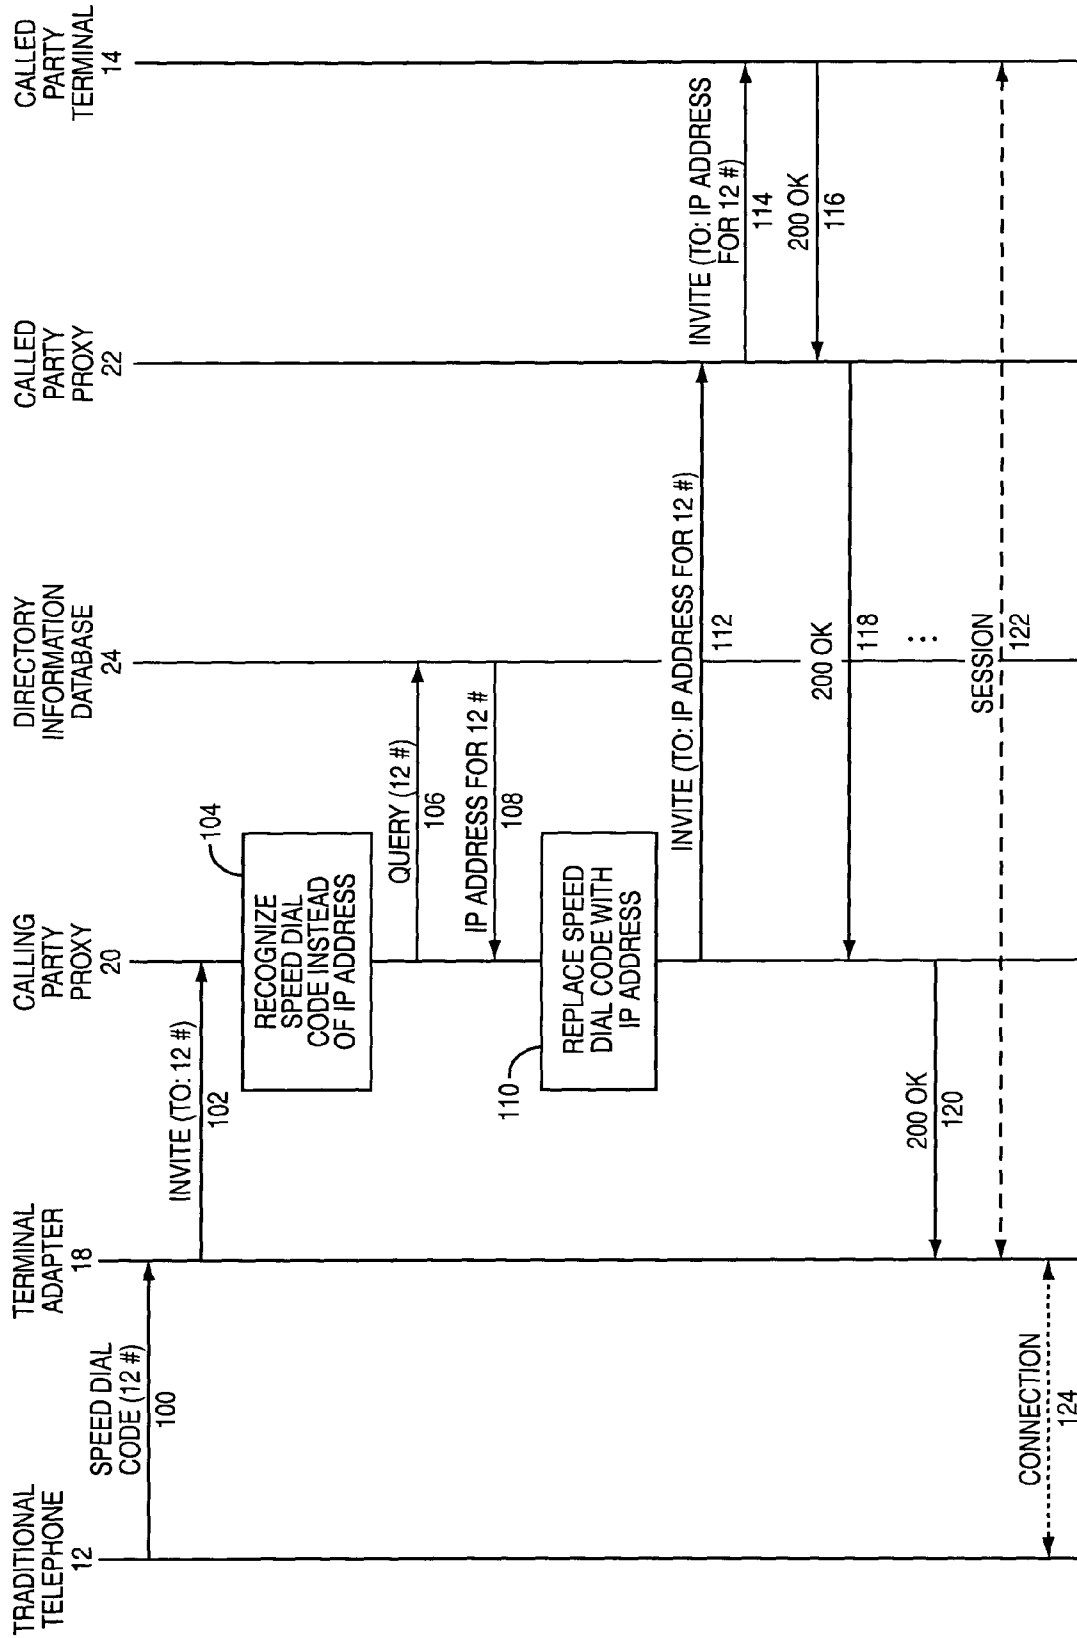 TRADITIONAL
TELEPHONE
12
TERMINAL
ADAPTER
18
CALLING
PARTY
PROXY
20
DIRECTORY
INFORMATION
DATABASE
24
CALLED
PARTY
PROXY
22
CALLED
PARTY
TERMINAL
14
SPEED DIAL
CODE (12 #)
100
INVITE (TO: 12 #)
102
104
RECOGNIZE
SPEED DIAL
CODE INSTEAD
OF IP ADDRESS
QUERY (12 #)
106
IP ADDRESS FOR 12 #
108
110
REPLACE SPEED
DIAL CODE WITH
IP ADDRESS
INVITE (TO: IP ADDRESS FOR 12 #)
112
INVITE (TO: IP ADDRESS
FOR 12 #)
114
200 OK
116
200 OK
118
200 OK
120
SESSION
122
CONNECTION
124